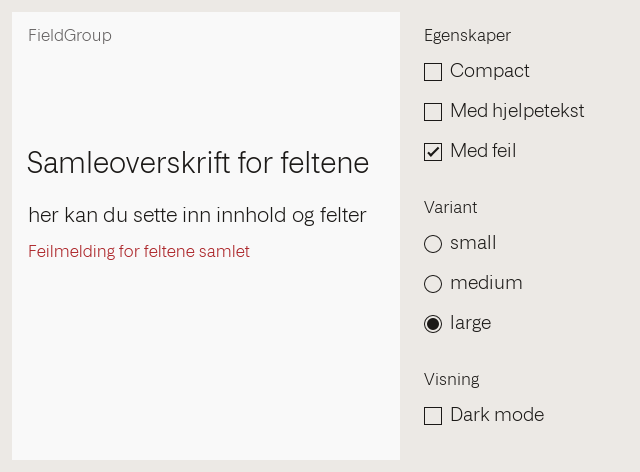 FieldGroup
Samleoverskrift for feltene
her kan du sette inn innhold og felter
Feilmelding for feltene samlet
Egenskaper
Compact
Med hjelpetekst
Med feil
Variant
small
medium
large
Visning
Dark mode